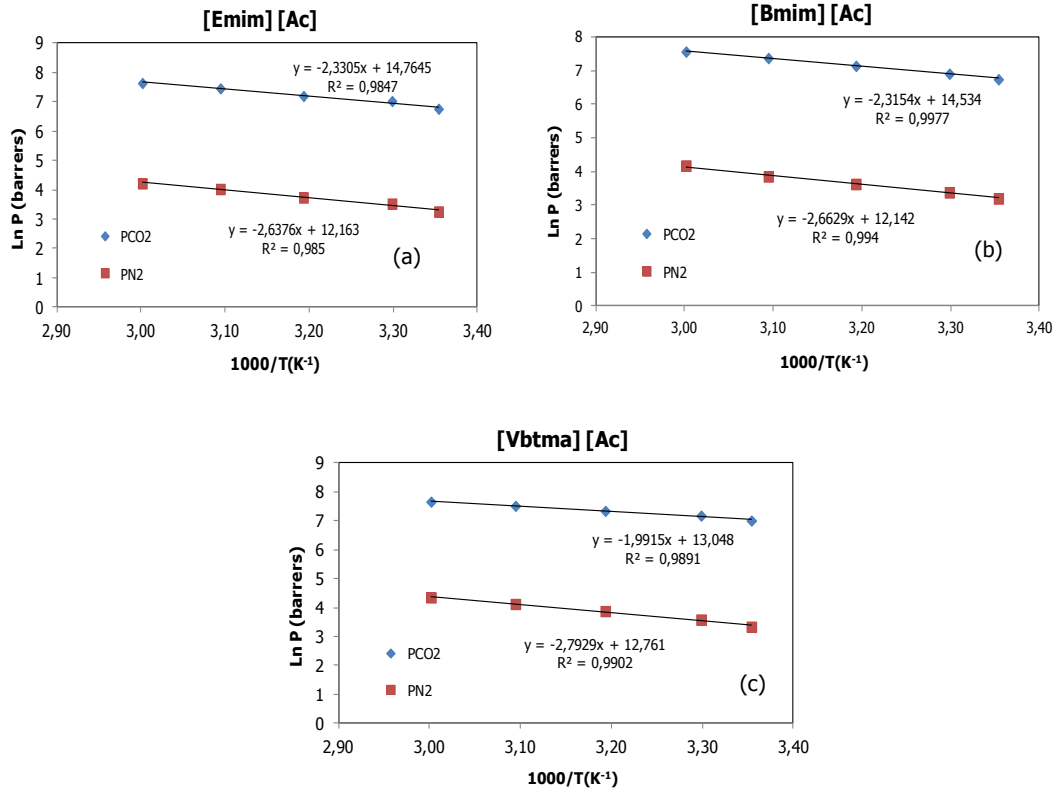 [Emim] [Ac]
9
8
7
6
5
4
3
2
1
0
Ln P (barrers)
y = -2,3305x + 14,7645
R² = 0,9847
y = -2,6376x + 12,163
R² = 0,985
PCO2
PN2
(a)
2,90 3,00 3,10 3,20 3,30 3,40
1000/T(K⁻¹)
[Bmim] [Ac]
8
7
6
5
4
3
2
1
0
Ln P (barrers)
y = -2,3154x + 14,534
R² = 0,9977
y = -2,6629x + 12,142
R² = 0,994
PCO2
PN2
(b)
2,90 3,00 3,10 3,20 3,30 3,40
1000/T(K⁻¹)
[Vbtma] [Ac]
9
8
7
6
5
4
3
2
1
0
Ln P (barrers)
y = -1,9915x + 13,048
R² = 0,9891
y = -2,7929x + 12,761
R² = 0,9902
PCO2
PN2
(c)
2,90 3,00 3,10 3,20 3,30 3,40
1000/T(K⁻¹)